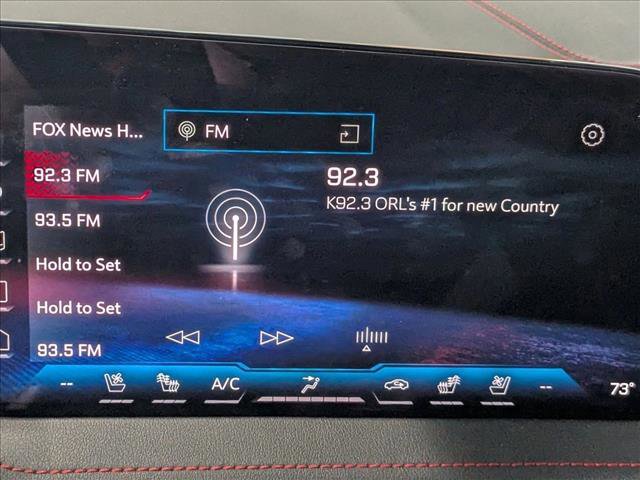 FOX News H...
FM
92.3 FM
92.3
K92.3 ORL's #1 for new Country
93.5 FM
Hold to Set
Hold to Set
93.5 FM
--
A/C
--
73°